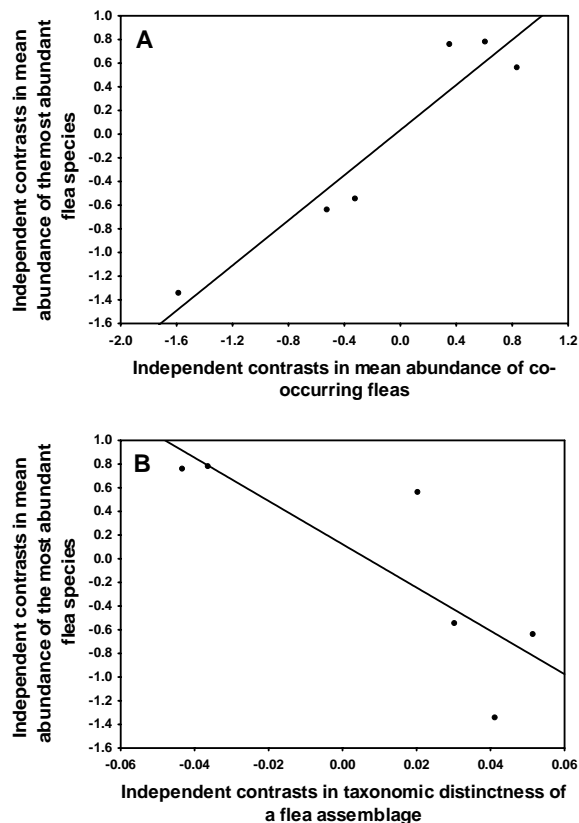 A
Independent contrasts in mean
abundance of the most abundant
flea species
1.0
0.8
0.6
0.4
0.2
0.0
-0.2
-0.4
-0.6
-0.8
-1.0
-1.2
-1.4
-1.6
-2.0 -1.6 -1.2 -0.8 -0.4 0.0 0.4 0.8 1.2
Independent contrasts in mean abundance of co-
occurring fleas
B
Independent contrasts in mean
abundance of the most abundant
flea species
1.0
0.8
0.6
0.4
0.2
0.0
-0.2
-0.4
-0.6
-0.8
-1.0
-1.2
-1.4
-1.6
-0.06 -0.04 -0.02 0.00 0.02 0.04 0.06
Independent contrasts in taxonomic distinctness of
a flea assemblage